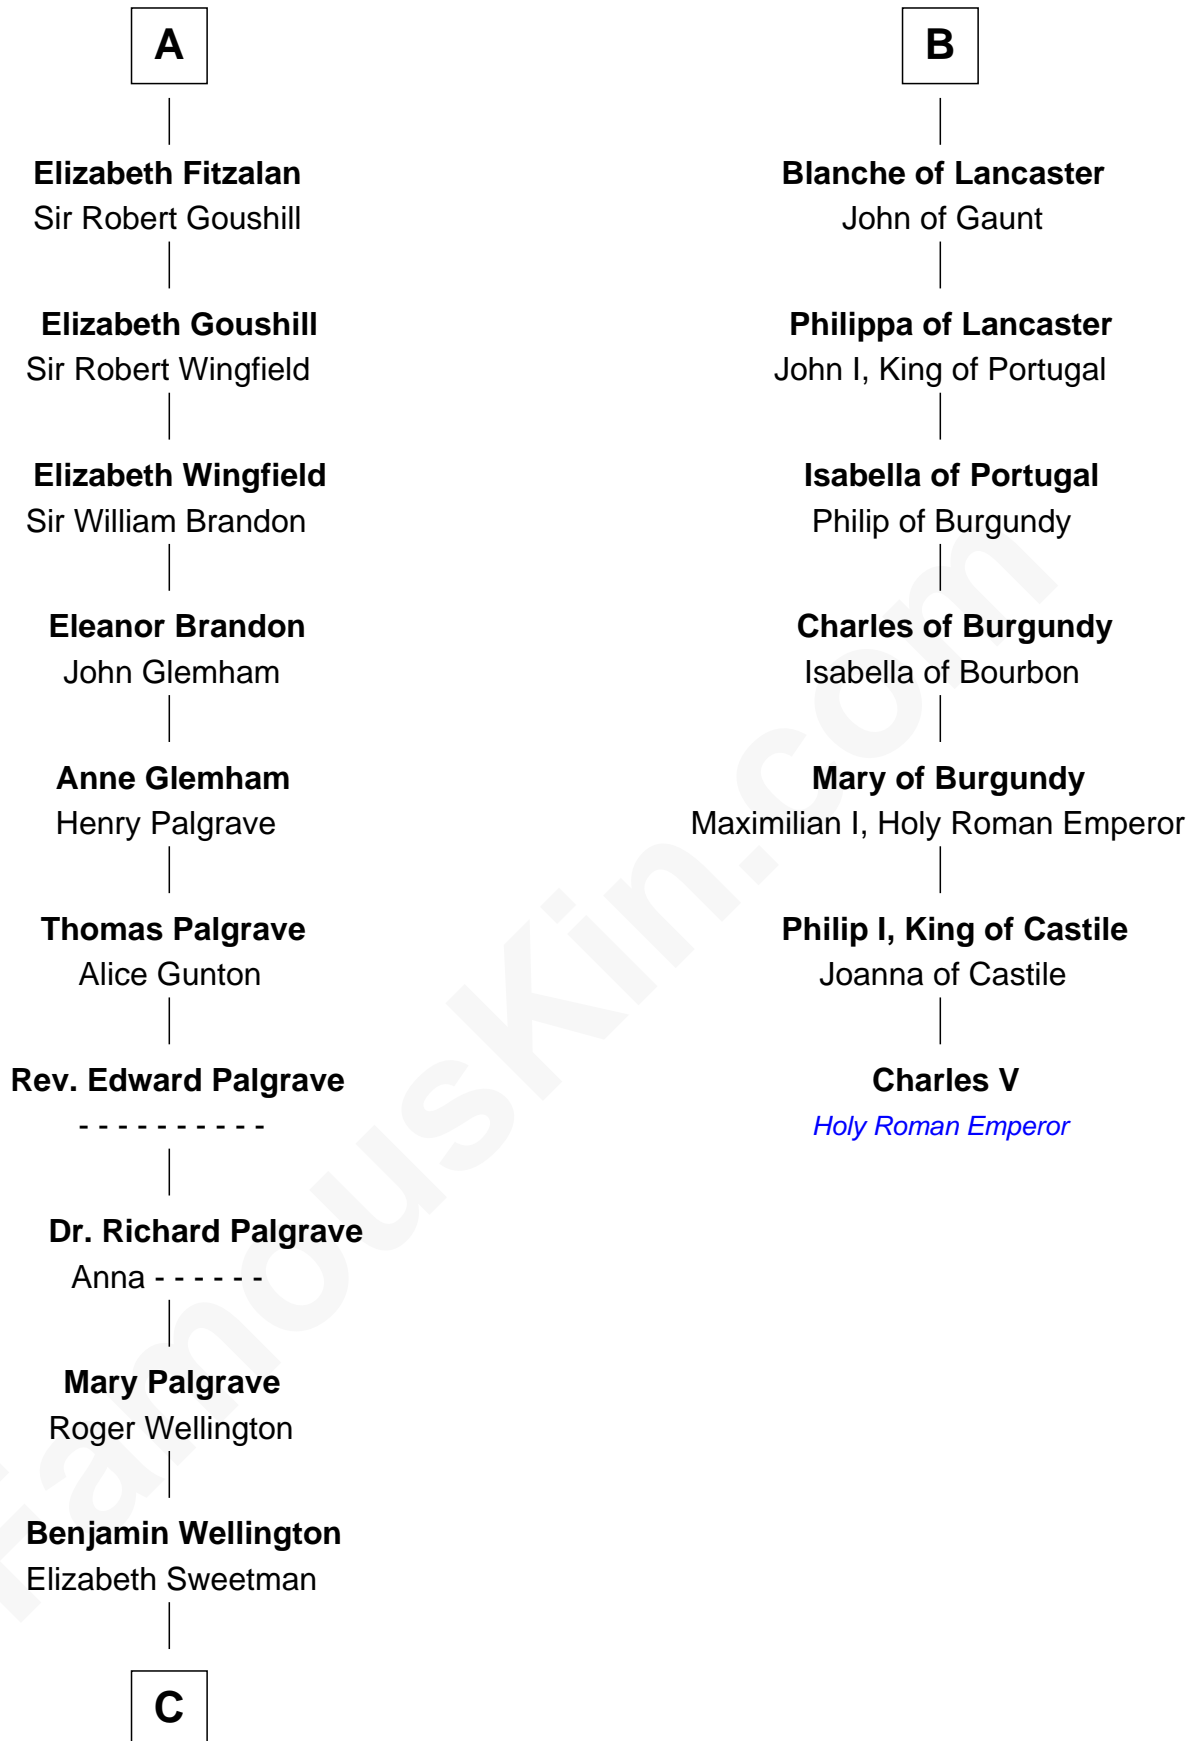 A
Elizabeth Fitzalan
Sir Robert Goushill
Elizabeth Goushill
Sir Robert Wingfield
Elizabeth Wingfield
Sir William Brandon
Eleanor Brandon
John Glemham
Anne Glemham
Henry Palgrave
Thomas Palgrave
Alice Gunton
Rev. Edward Palgrave
- - - - - - - - - -
Dr. Richard Palgrave
Anna - - - - - -
Mary Palgrave
Roger Wellington
Benjamin Wellington
Elizabeth Sweetman
C
B
Blanche of Lancaster
John of Gaunt
Philippa of Lancaster
John I, King of Portugal
Isabella of Portugal
Philip of Burgundy
Charles of Burgundy
Isabella of Bourbon
Mary of Burgundy
Maximilian I, Holy Roman Emperor
Philip I, King of Castile
Joanna of Castile
Charles V
Holy Roman Emperor
FamousKin.com